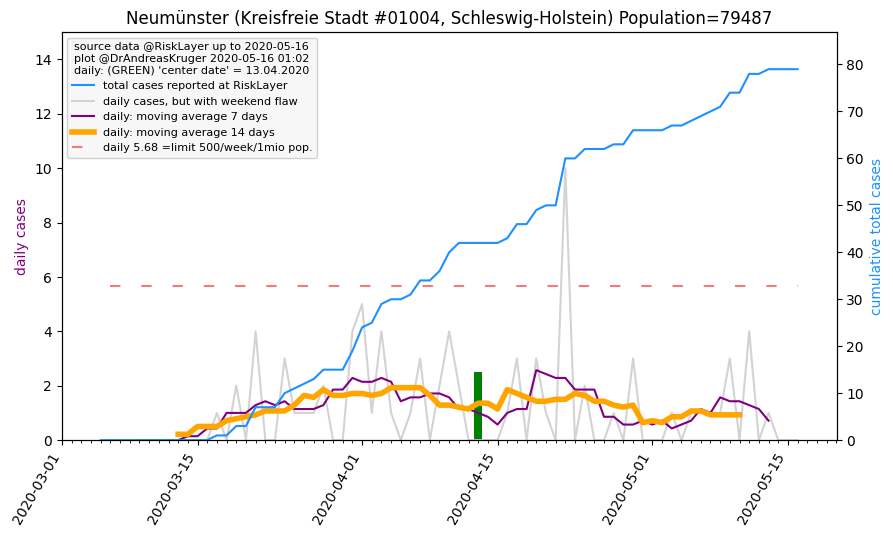 Neumünster (Kreisfreie Stadt #01004, Schleswig-Holstein) Population=79487
source data @RiskLayer up to 2020-05-16
plot @DrAndreasKruger 2020-05-16 01:02
daily: (GREEN) 'center date' = 13.04.2020
total cases reported at RiskLayer
daily cases, but with weekend flaw
daily: moving average 7 days
daily: moving average 14 days
daily 5.68 =limit 500/week/1mio pop.
daily cases
14
12
10
8
6
4
2
0
cumulative total cases
80
70
60
50
40
30
20
10
0
2020-03-01
2020-03-15
2020-04-01
2020-04-15
2020-05-01
2020-05-15